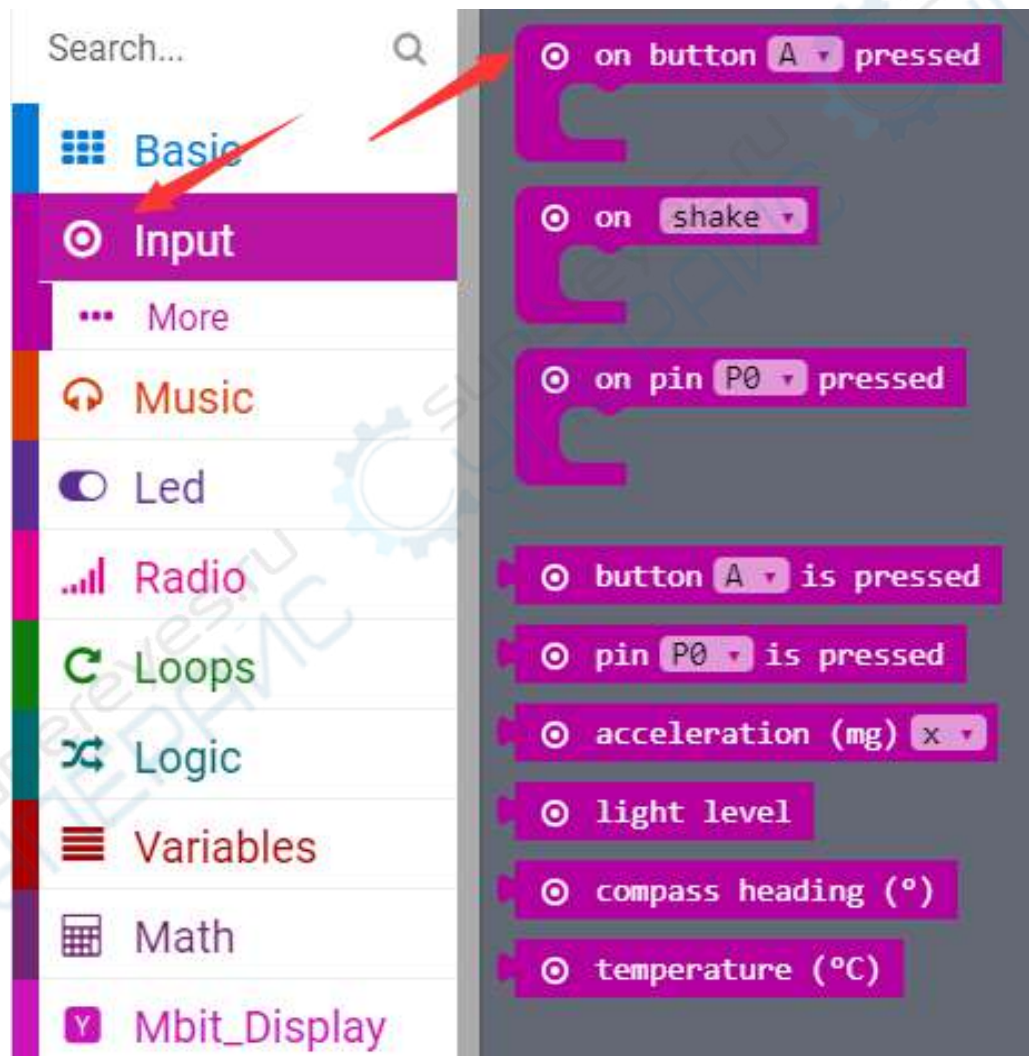 Search...
Basic
Input
More
Music
Led
Radio
Loops
Logic
Variables
Math
Mbit_Display
on button A pressed
on shake
on pin P0 pressed
button A is pressed
pin P0 is pressed
acceleration (mg) x
light level
compass heading (°)
temperature (°C)